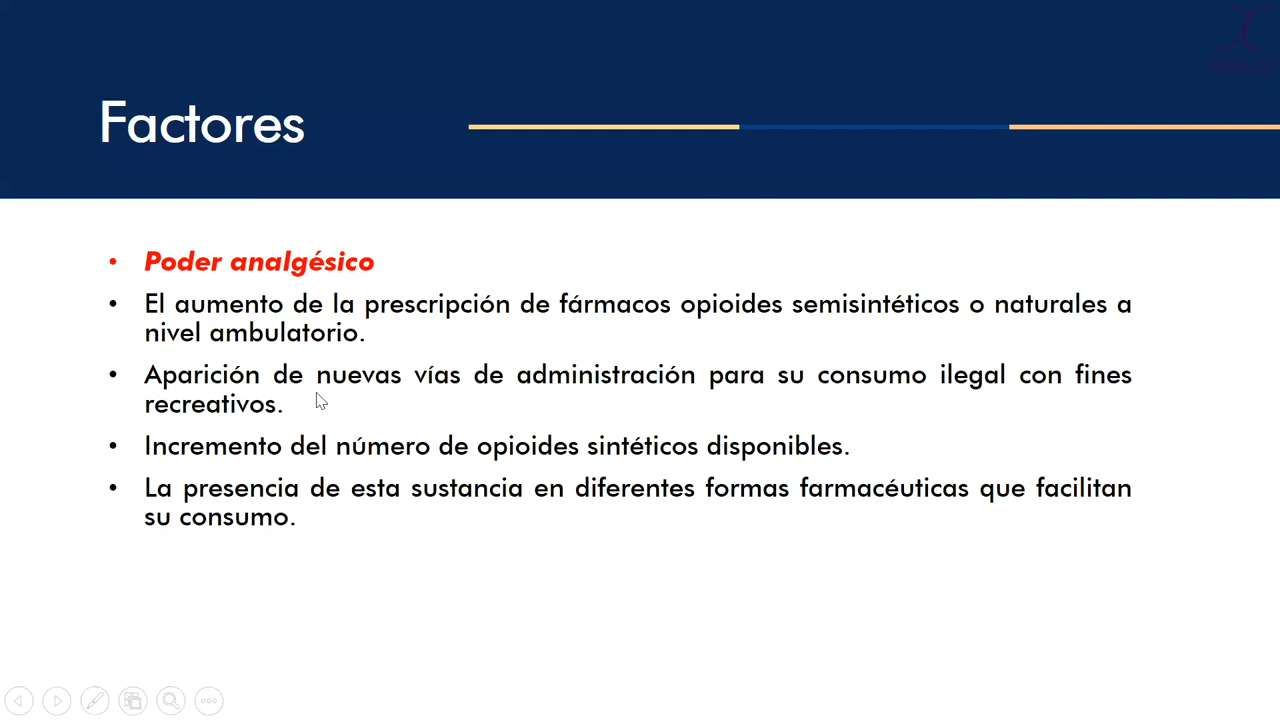 Factores
• Poder analgésico
• El aumento de la prescripción de fármacos opioides semisintéticos o naturales a
nivel ambulatorio.
• Aparición de nuevas vías de administración para su consumo ilegal con fines
recreativos.
• Incremento del número de opioides sintéticos disponibles.
• La presencia de esta sustancia en diferentes formas farmacéuticas que facilitan
su consumo.